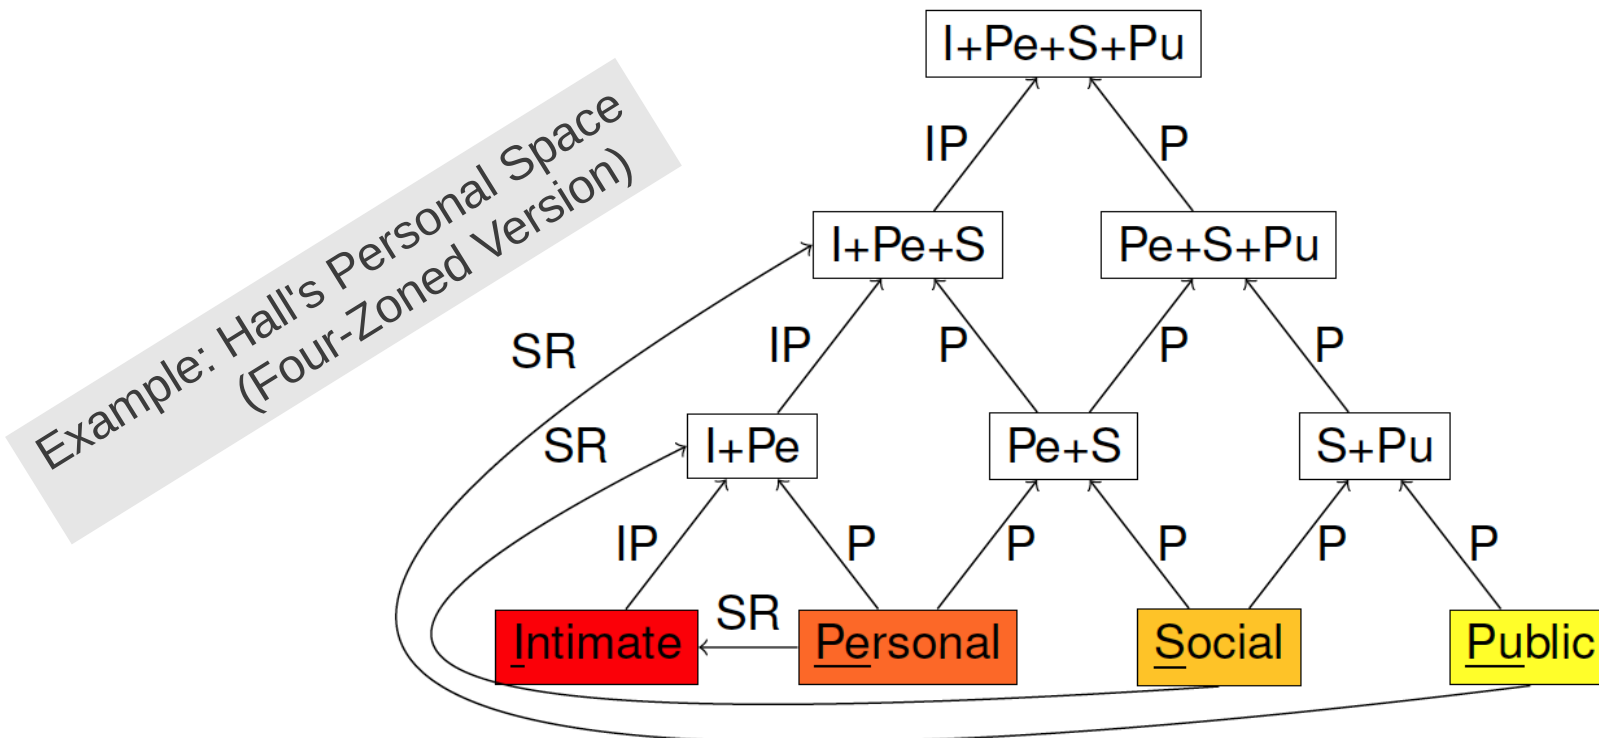 I+Pe+S+Pu
Example: Hall's Personal Space
(Four-Zoned Version)
IP
P
I+Pe+S
Pe+S+Pu
SR
IP
P
P
P
SR
I+Pe
Pe+S
S+Pu
IP
P
P
P
P
P
SR
Intimate
Personal
Social
Public